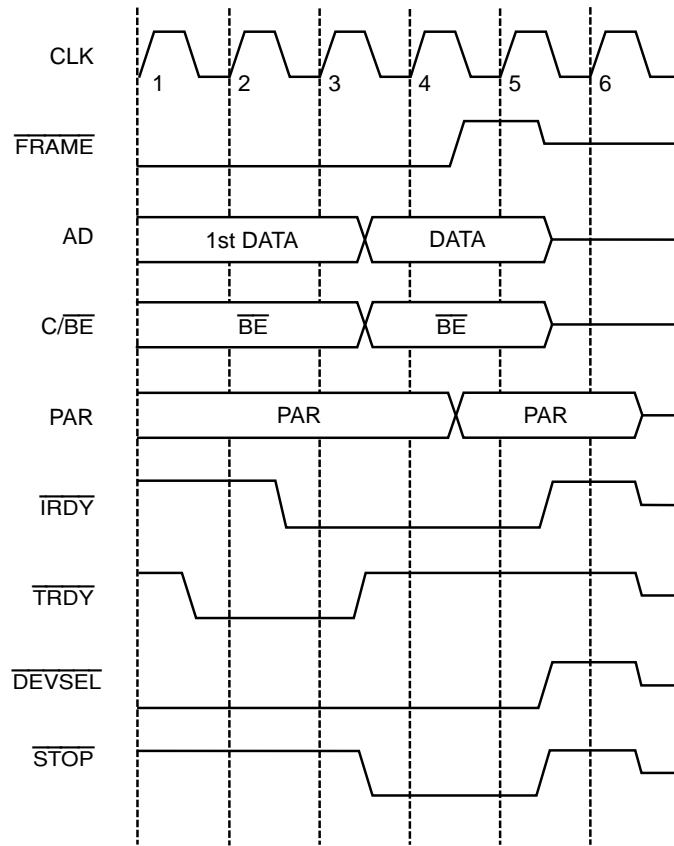 CLK
1 2 3 4 5 6
FRAME
AD 1st DATA DATA
C/BE BE BE
PAR PAR PAR
IRDY
TRDY
DEVSEL
STOP